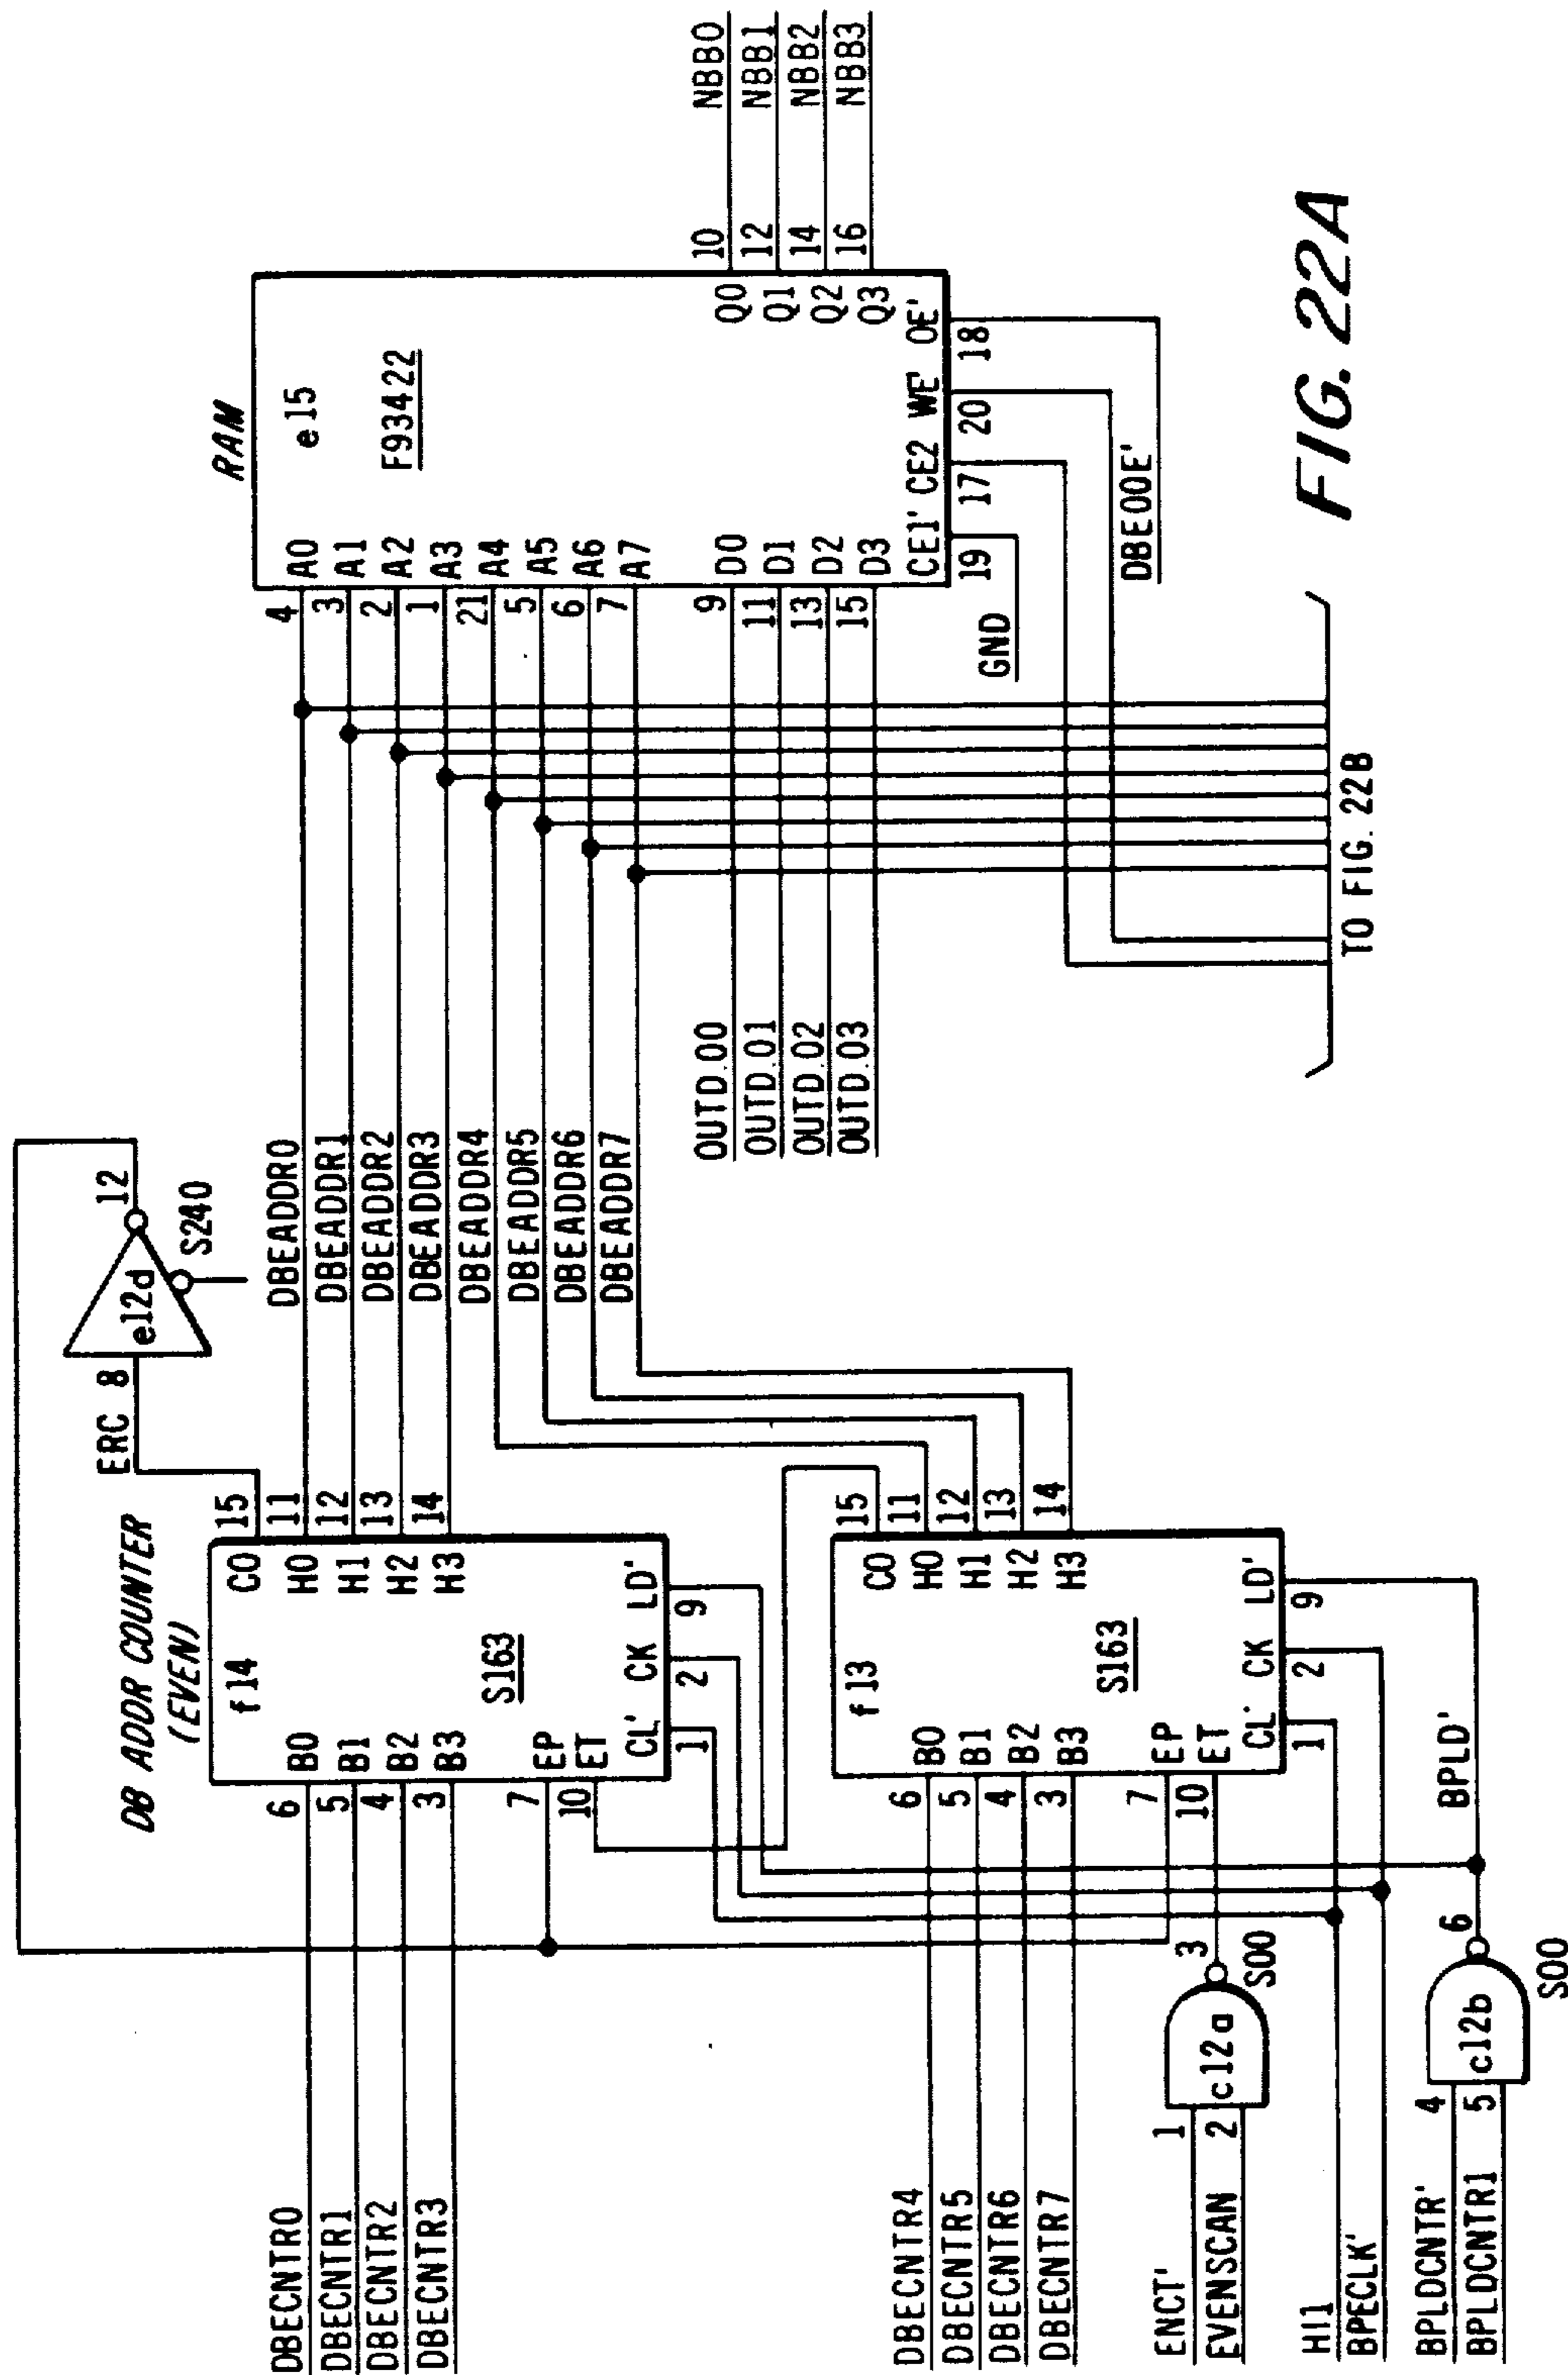 DB ADDR COUNTER
(EVEN)
f14
S163
B0
B1
B2
B3
EP
ET
CL'
CK
LD'
CO
H0
H1
H2
H3
6
5
4
3
7
10
1
2
9
15
11
12
13
14
DBECNTR0
DBECNTR1
DBECNTR2
DBECNTR3
ERC
8
e12d
12
S240
DBEADDR0
DBEADDR1
DBEADDR2
DBEADDR3
DBEADDR4
DBEADDR5
DBEADDR6
DBEADDR7
RAM
e15
F93422
A0
A1
A2
A3
A4
A5
A6
A7
D0
D1
D2
D3
CE1'
CE2
WE'
OE'
Q0
Q1
Q2
Q3
4
3
2
1
21
5
6
7
9
11
13
15
19
17
20
18
10
12
14
16
NBB0
NBB1
NBB2
NBB3
OUTD.00
OUTD.01
OUTD.02
OUTD.03
GND
DBE00E'
f13
S163
B0
B1
B2
B3
EP
ET
CL'
CK
LD'
CO
H0
H1
H2
H3
6
5
4
3
7
10
1
2
9
15
11
12
13
14
DBECNTR4
DBECNTR5
DBECNTR6
DBECNTR7
ENCT'
EVENSCAN
1
2
c12a
3
S00
HI1
BPECLK'
BPLDCNTR'
BPLDCNTR1
4
5
c12b
6
S00
BPLD'
TO FIG. 22B
FIG. 22A